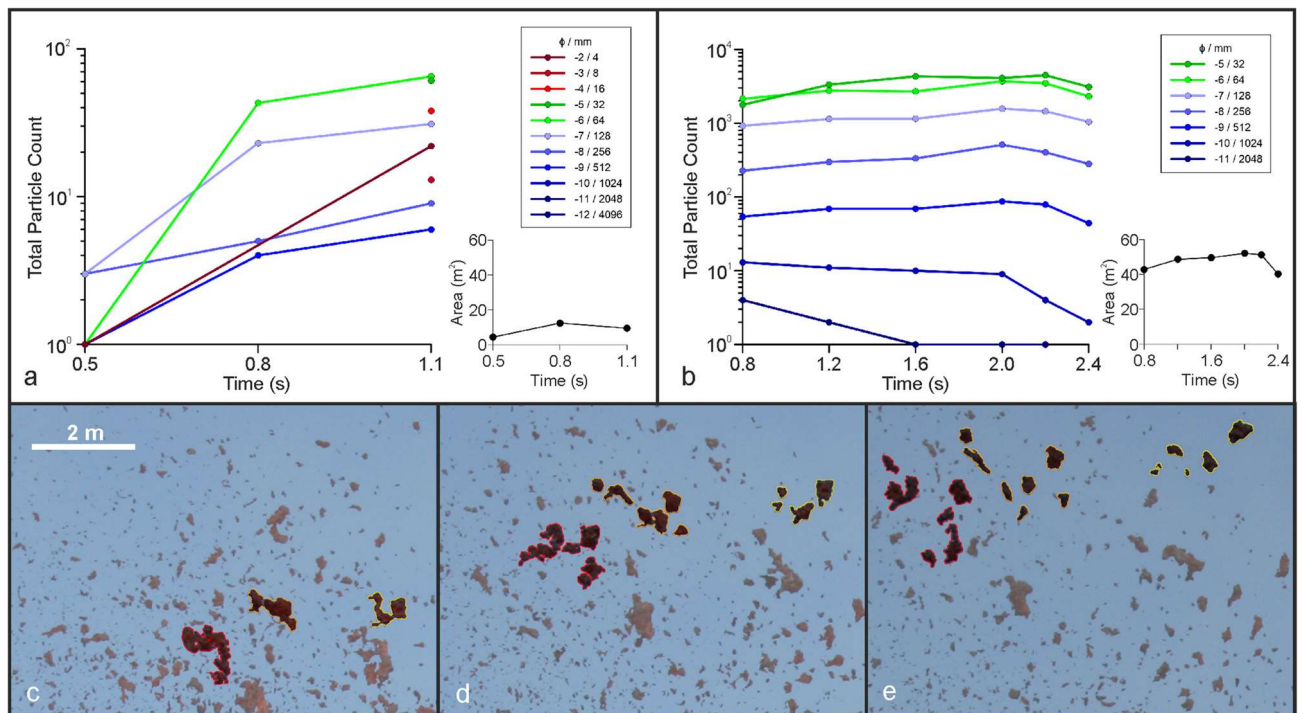 10²
10¹
10⁰
Total Particle Count
0.5
0.8
1.1
Time (s)
a
ϕ / mm
-2 / 4
-3 / 8
-4 / 16
-5 / 32
-6 / 64
-7 / 128
-8 / 256
-9 / 512
-10 / 1024
-11 / 2048
-12 / 4096
60
40
20
0
Area (m²)
0.5
0.8
1.1
Time (s)
10⁴
10³
10²
10¹
10⁰
Total Particle Count
0.8
1.2
1.6
2.0
2.4
Time (s)
b
ϕ / mm
-5 / 32
-6 / 64
-7 / 128
-8 / 256
-9 / 512
-10 / 1024
-11 / 2048
60
40
20
0
Area (m²)
0.8
1.6
2.4
Time (s)
2 m
c
d
e